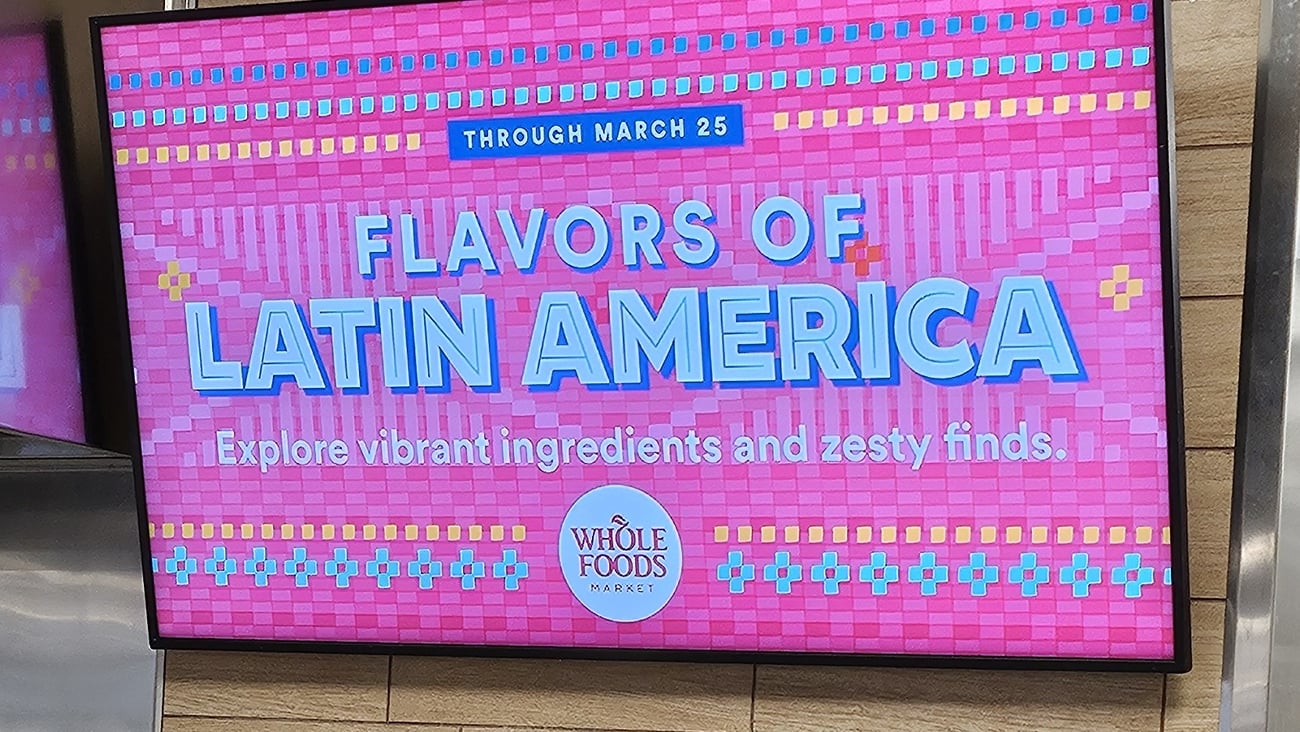 THROUGH MARCH 25
FLAVORS OF
LATIN AMERICA
Explore vibrant ingredients and zesty finds.
WHOLE
FOODS
MARKET